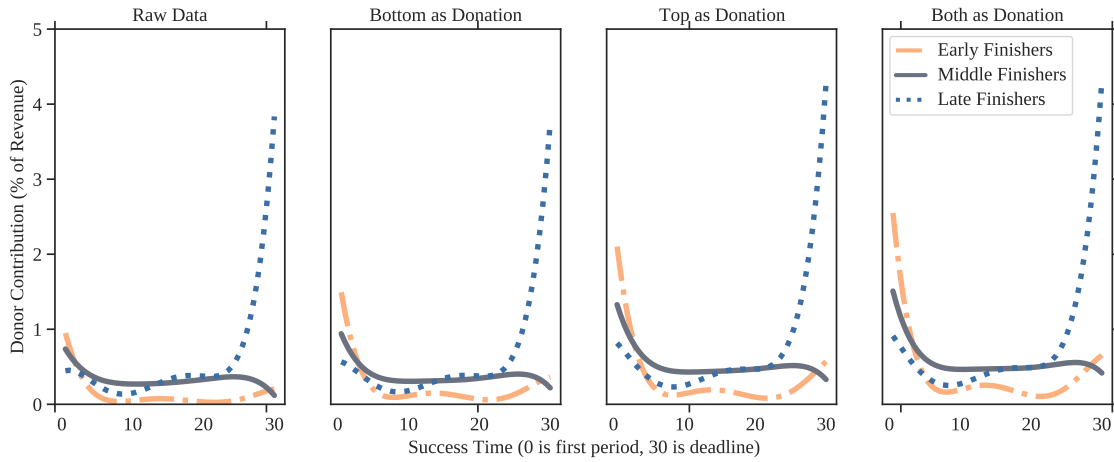 Raw Data
Bottom as Donation
Top as Donation
Both as Donation
Donor Contribution (% of Revenue)
5
4
3
2
1
0
Early Finishers
Middle Finishers
Late Finishers
0 10 20 30
0 10 20 30
0 10 20 30
0 10 20 30
Success Time (0 is first period, 30 is deadline)